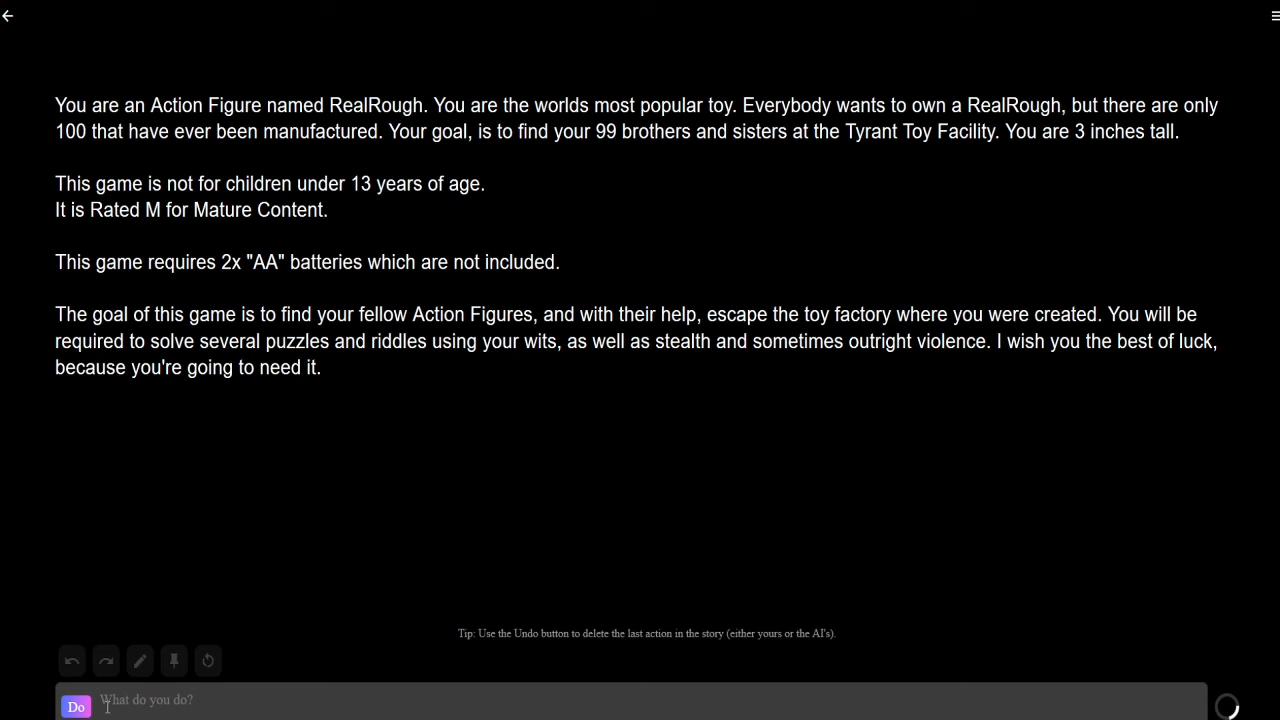 You are an Action Figure named RealRough. You are the worlds most popular toy. Everybody wants to own a RealRough, but there are only
100 that have ever been manufactured. Your goal, is to find your 99 brothers and sisters at the Tyrant Toy Facility. You are 3 inches tall.
This game is not for children under 13 years of age.
It is Rated M for Mature Content.
This game requires 2x "AA" batteries which are not included.
The goal of this game is to find your fellow Action Figures, and with their help, escape the toy factory where you were created. You will be
required to solve several puzzles and riddles using your wits, as well as stealth and sometimes outright violence. I wish you the best of luck,
because you're going to need it.
Tip: Use the Undo button to delete the last action in the story (either yours or the AI's).
Do What do you do?